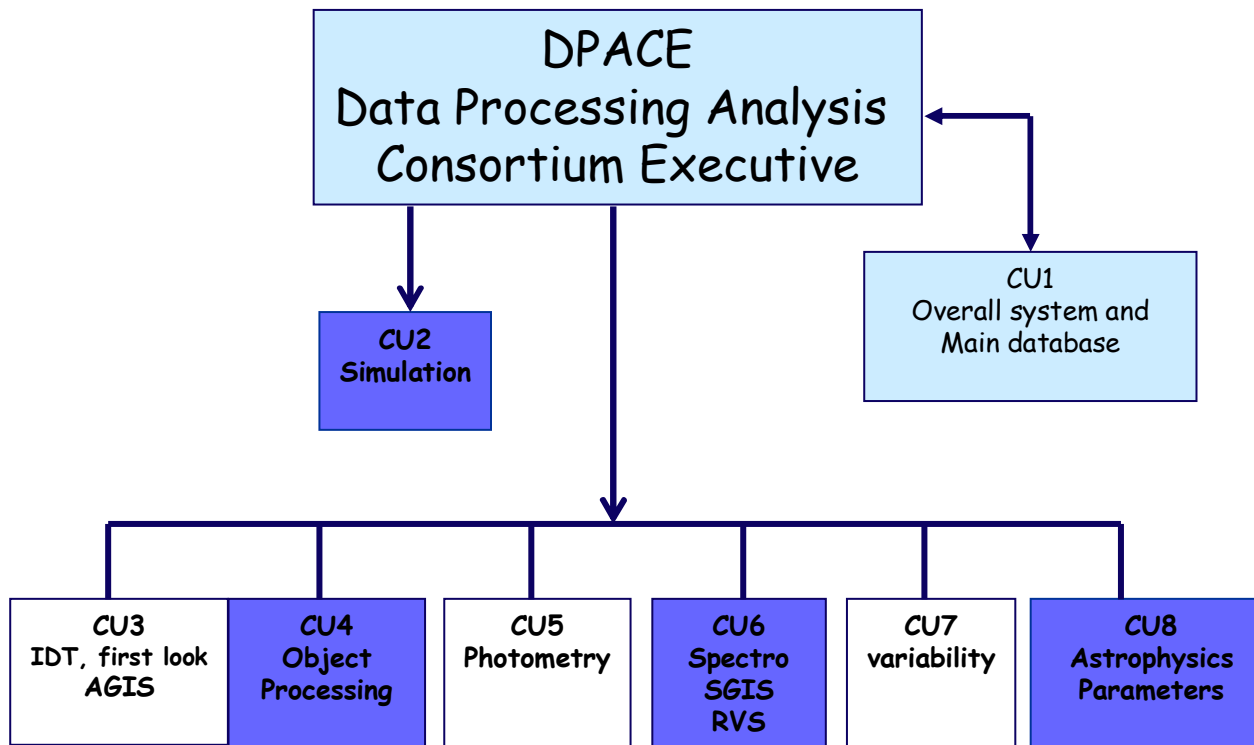 DPACE
Data Processing Analysis
Consortium Executive
CU1
Overall system and
Main database
CU2
Simulation
CU3
IDT, first look
AGIS
CU4
Object
Processing
CU5
Photometry
CU6
Spectro
SGIS
RVS
CU7
variability
CU8
Astrophysics
Parameters